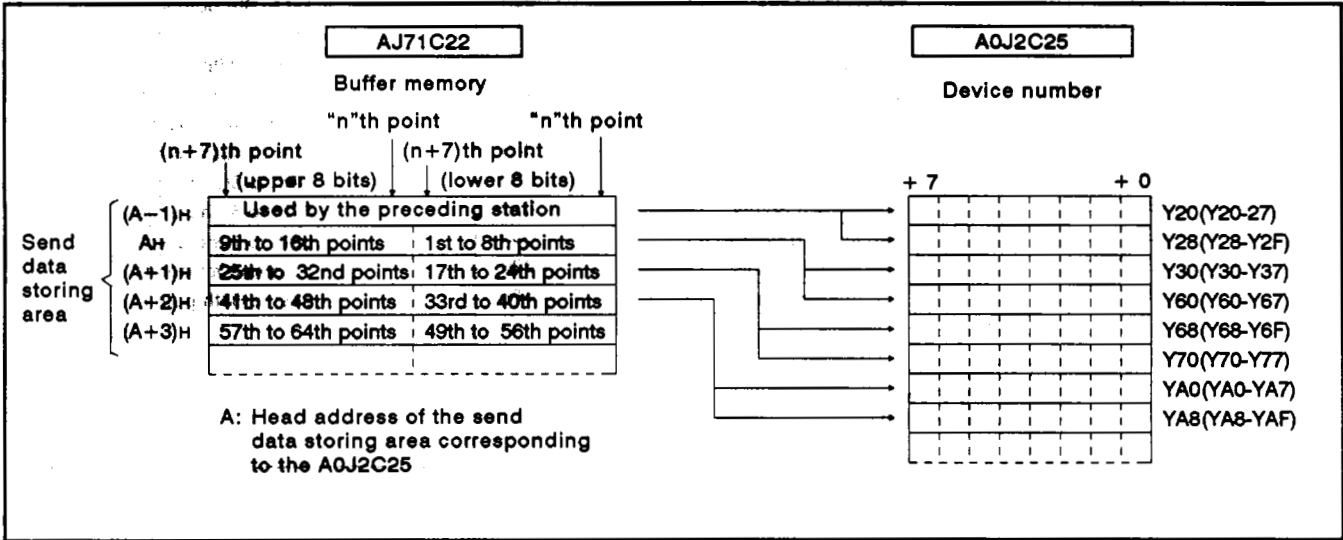 AJ71C22
A0J2C25
Buffer memory
Device number
"n"th point
"n"th point
(n+7)th point
(n+7)th point
(upper 8 bits)
(lower 8 bits)
+ 7
+ 0
Send data storing area
(A−1)H
Used by the preceding station
AH
9th to 16th points
1st to 8th points
(A+1)H
25th to 32nd points
17th to 24th points
(A+2)H
41th to 48th points
33rd to 40th points
(A+3)H
57th to 64th points
49th to 56th points
Y20(Y20-27)
Y28(Y28-Y2F)
Y30(Y30-Y37)
Y60(Y60-Y67)
Y68(Y68-Y6F)
Y70(Y70-Y77)
YA0(YA0-YA7)
YA8(YA8-YAF)
A: Head address of the send
data storing area corresponding
to the A0J2C25